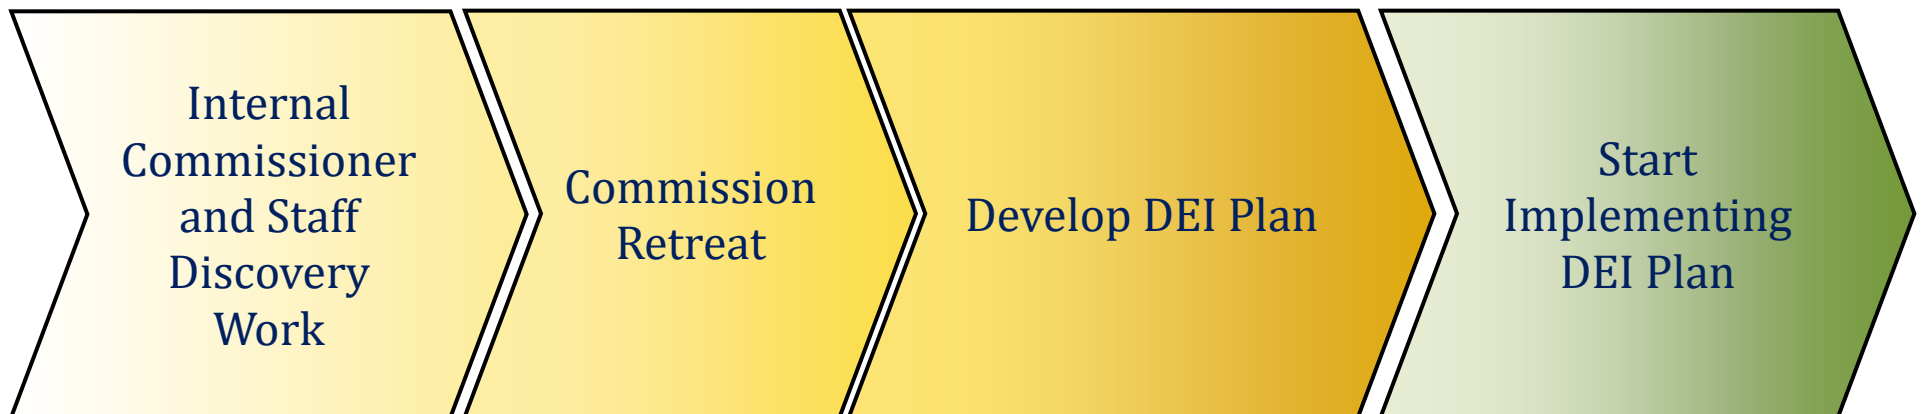 Internal
Commissioner
and Staff
Discovery
Work
Commission
Retreat
Develop DEI Plan
Start
Implementing
DEI Plan